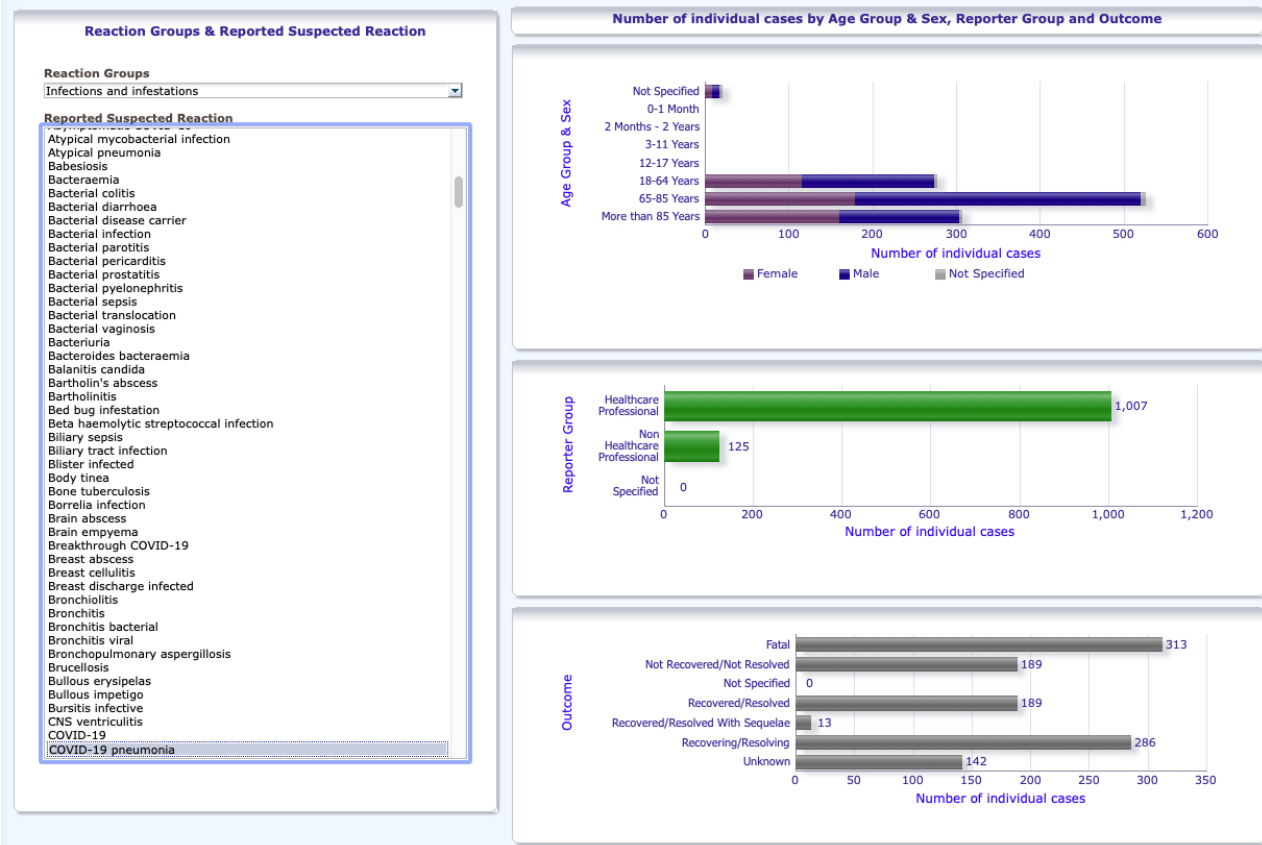 Reaction Groups & Reported Suspected Reaction
Reaction Groups
Infections and infestations
Reported Suspected Reaction
Atypical mycobacterial infection
Atypical pneumonia
Babesiosis
Bacteraemia
Bacterial colitis
Bacterial diarrhoea
Bacterial disease carrier
Bacterial infection
Bacterial parotitis
Bacterial pericarditis
Bacterial prostatitis
Bacterial pyelonephritis
Bacterial sepsis
Bacterial translocation
Bacterial vaginosis
Bacteriuria
Bacteroides bacteraemia
Balanitis candida
Bartholin's abscess
Bartholinitis
Bed bug infestation
Beta haemolytic streptococcal infection
Biliary sepsis
Biliary tract infection
Blister infected
Body tinea
Bone tuberculosis
Borrelia infection
Brain abscess
Brain empyema
Breakthrough COVID-19
Breast abscess
Breast cellulitis
Breast discharge infected
Bronchiolitis
Bronchitis
Bronchitis bacterial
Bronchitis viral
Bronchopulmonary aspergillosis
Brucellosis
Bullous erysipelas
Bullous impetigo
Bursitis infective
CNS ventriculitis
COVID-19
COVID-19 pneumonia
Number of individual cases by Age Group & Sex, Reporter Group and Outcome
Age Group & Sex
Not Specified
0-1 Month
2 Months - 2 Years
3-11 Years
12-17 Years
18-64 Years
65-85 Years
More than 85 Years
0 100 200 300 400 500 600
Number of individual cases
Female Male Not Specified
Reporter Group
Healthcare
Professional 1,007
Non
Healthcare 125
Professional
Not
Specified 0
0 200 400 600 800 1,000 1,200
Number of individual cases
Outcome
Fatal 313
Not Recovered/Not Resolved 189
Not Specified 0
Recovered/Resolved 189
Recovered/Resolved With Sequelae 13
Recovering/Resolving 286
Unknown 142
0 50 100 150 200 250 300 350
Number of individual cases